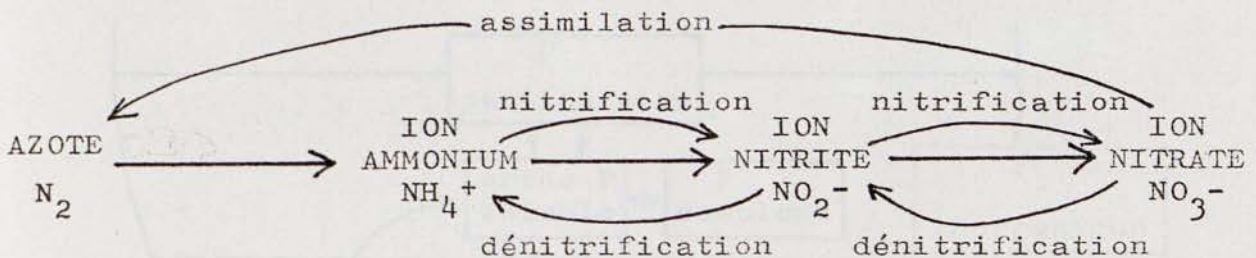 assimilation
nitrification nitrification
ION ION ION
AZOTE AMMONIUM NITRITE NITRATE
N2 NH4+ NO2- NO3-
dénitrification dénitrification